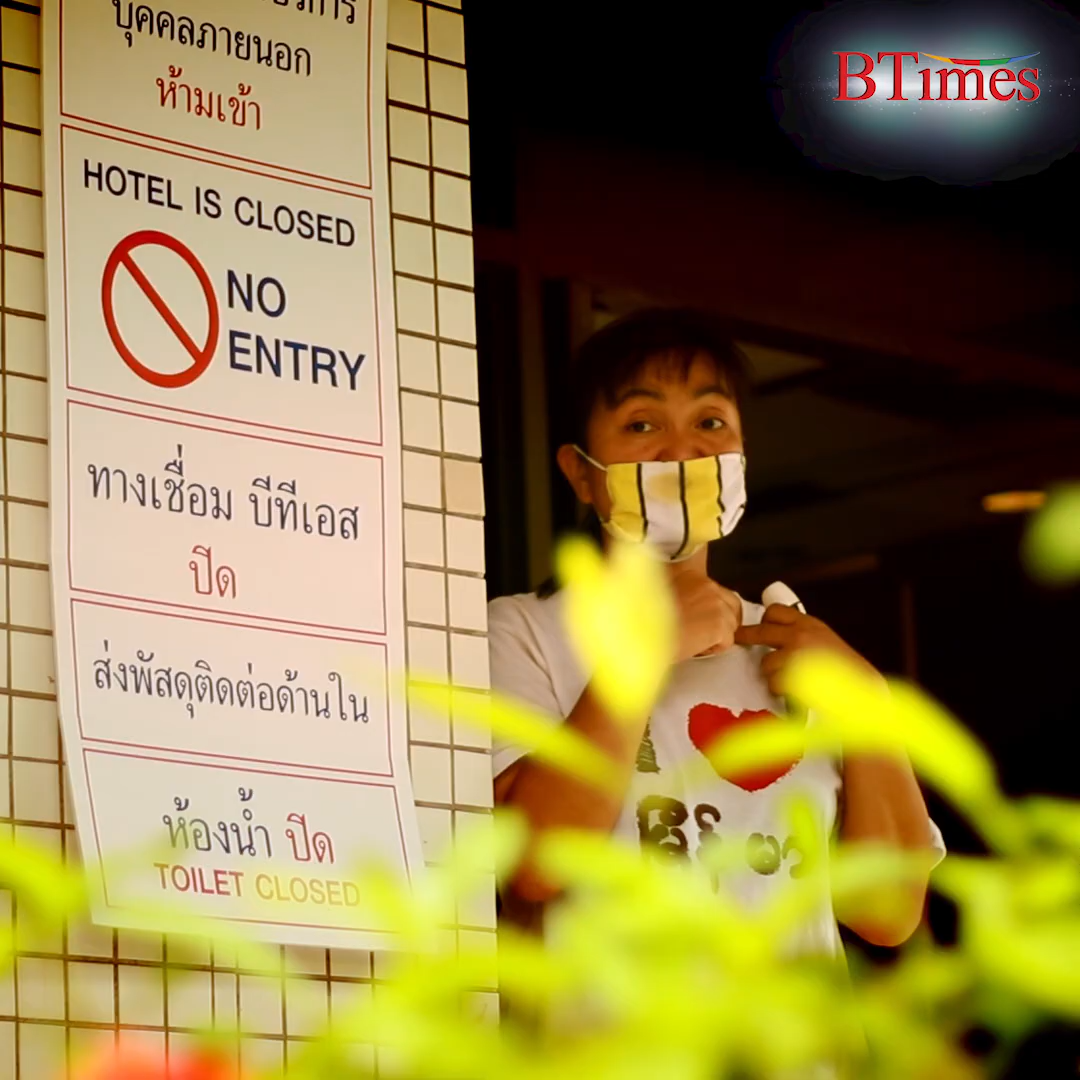 BTimes
บุคคลภายนอก
ห้ามเข้า
HOTEL IS CLOSED
NO
ENTRY
ทางเชื่อม บีทีเอส
ปิด
ส่งพัสดุติดต่อด้านใน
ห้องน้ำ ปิด
TOILET CLOSED